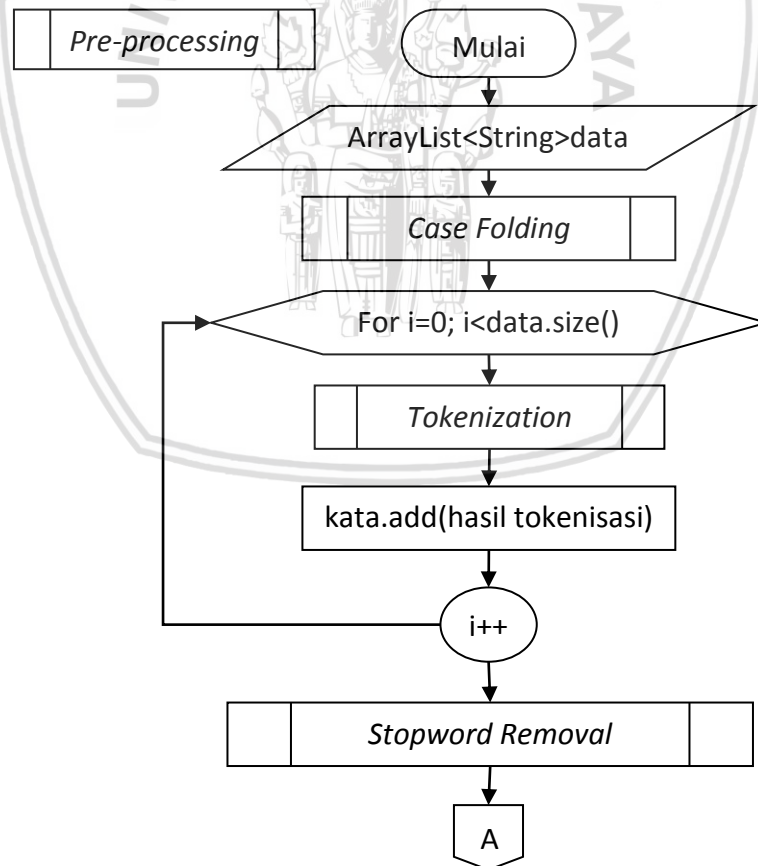 Pre-processing
Mulai
ArrayList<String>data
Case Folding
For i=0; i<data.size()
Tokenization
kata.add(hasil tokenisasi)
i++
Stopword Removal
A